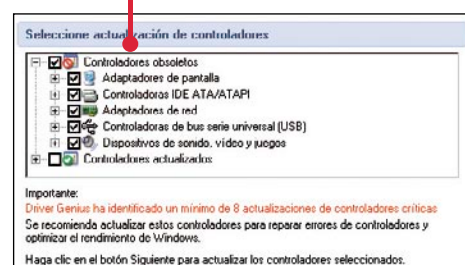 Seleccione actualización de controladores
Controladores obsoletos
Adaptadores de pantalla
Controladoras IDE ATA/ATAPI
Adaptadores de red
Controladoras de bus serie universal (USB)
Dispositivos de sonido, vídeo y juegos
Controladores actualizados
Importante:
Driver Genius ha identificado un mínimo de 8 actualizaciones de controladores críticas
Se recomienda actualizar estos controladores para reparar errores de controladores y
optimizar el rendimiento de Windows.
Haga clic en el botón Siguiente para actualizar los controladores seleccionados.